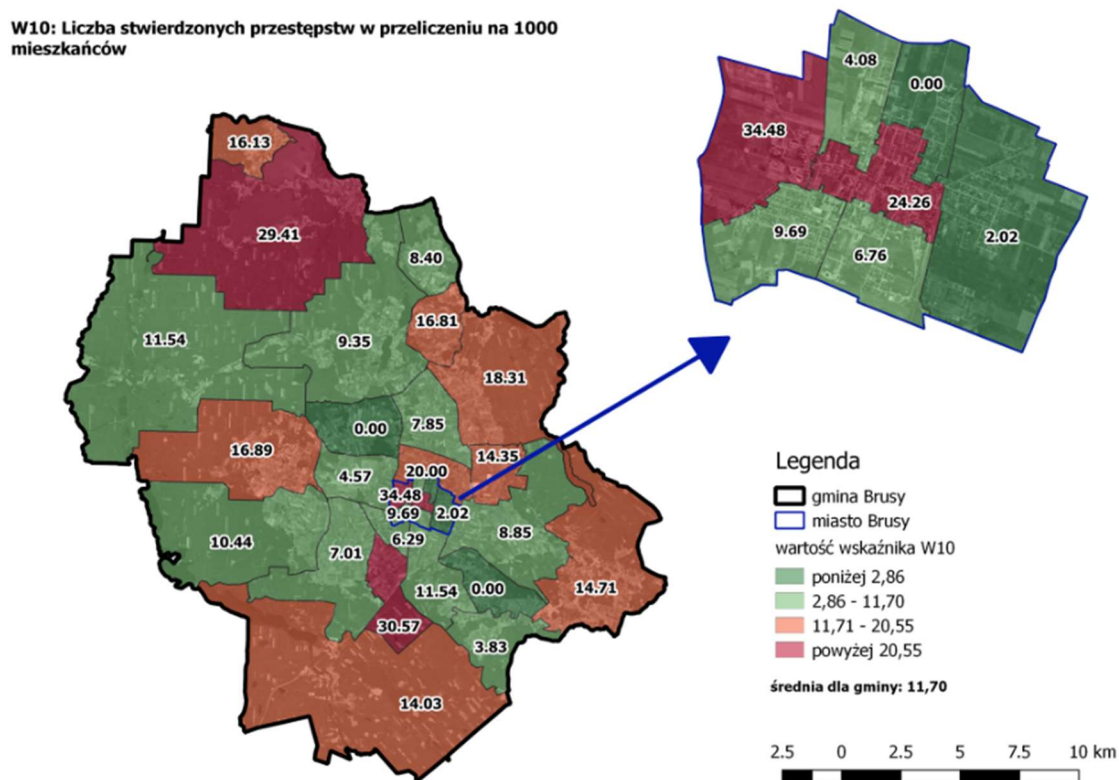 W10: Liczba stwierdzonych przestępstw w przeliczeniu na 1000
mieszkańców
4.08
0.00
34.48
24.26
9.69
6.76
2.02
16.13
29.41
8.40
11.54
9.35
16.81
18.31
0.00
7.85
16.89
4.57
20.00
14.35
34.48
9.69
2.02
10.44
7.01
6.29
8.85
11.54
0.00
14.71
30.57
3.83
14.03
Legenda
gmina Brusy
miasto Brusy
wartość wskaźnika W10
poniżej 2,86
2,86 - 11,70
11,71 - 20,55
powyżej 20,55
średnia dla gminy: 11,70
2.5 0 2.5 5 7.5 10 km